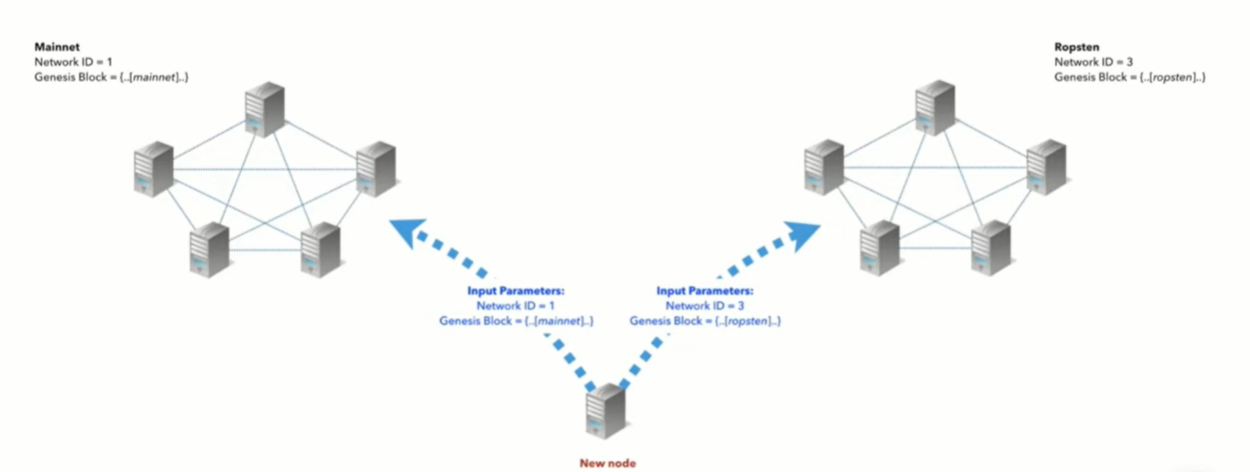 Mainnet
Network ID = 1
Genesis Block = {..[mainnet]..}
Ropsten
Network ID = 3
Genesis Block = {..[ropsten]..}
Input Parameters:
Network ID = 1
Genesis Block = {..[mainnet]..}
Input Parameters:
Network ID = 3
Genesis Block = {..[ropsten]..}
New node